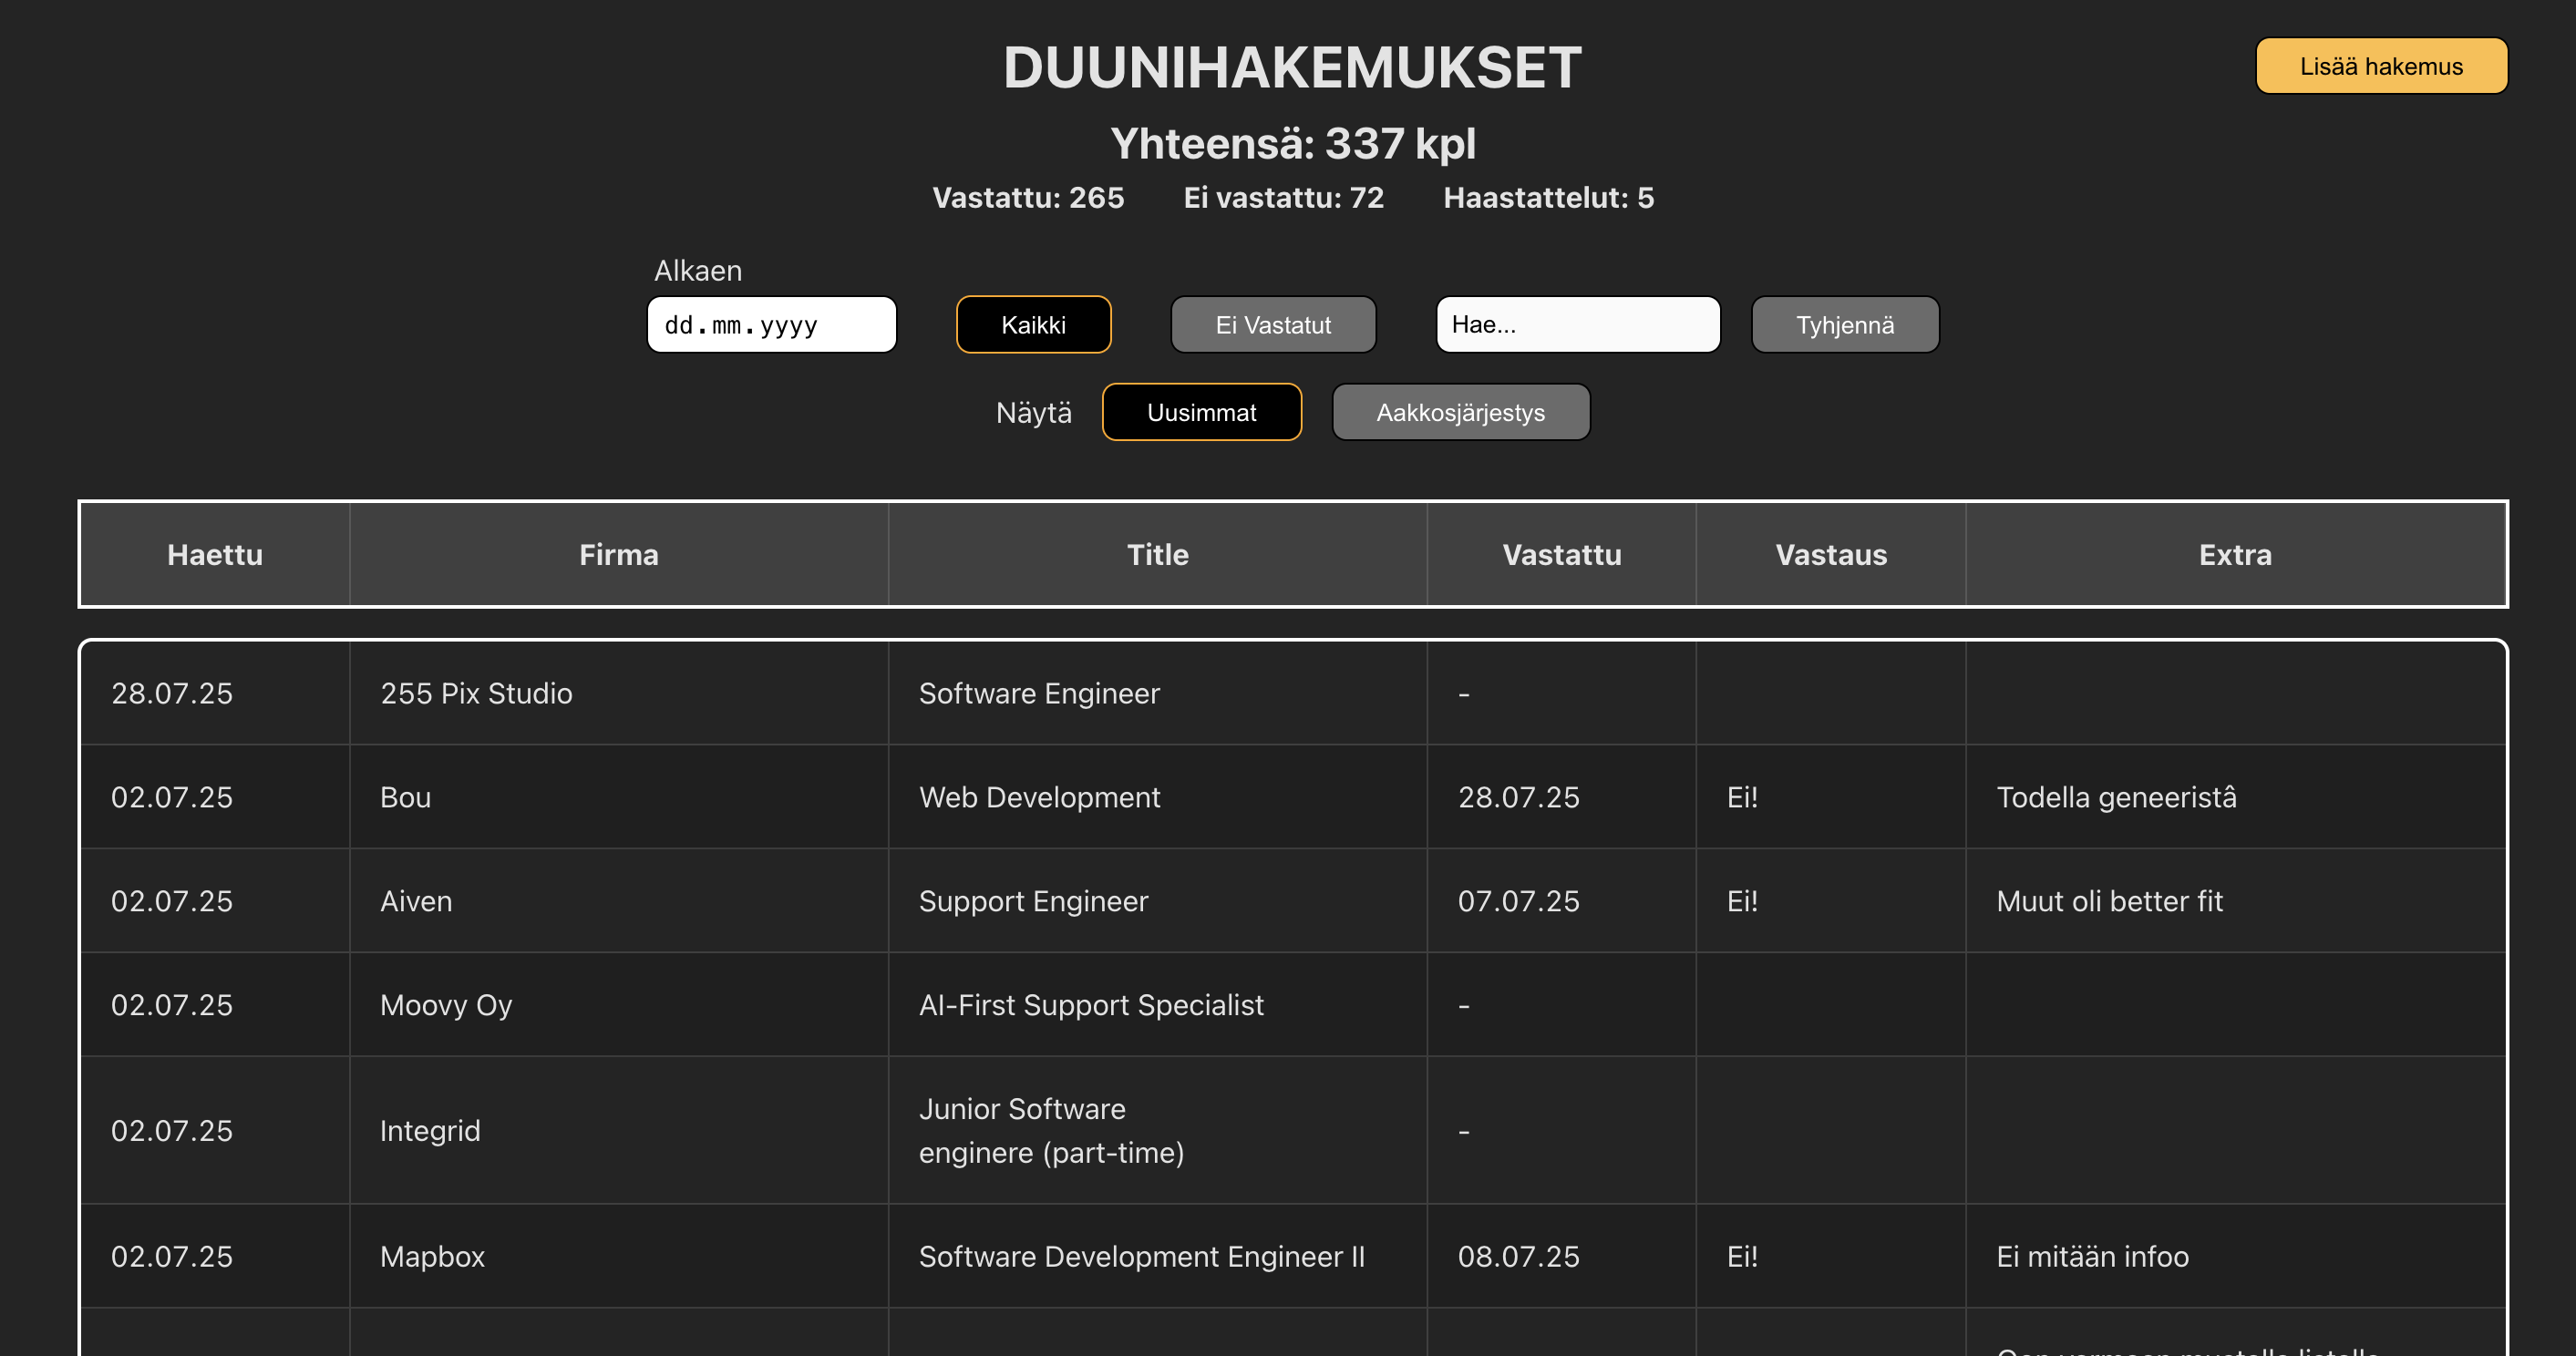 DUUNIHAKEMUKSET
Lisää hakemus
Yhteensä: 337 kpl
Vastattu: 265 Ei vastattu: 72 Haastattelut: 5
Alkaen
dd.mm.yyyy Kaikki Ei Vastatut Hae... Tyhjennä
Näytä Uusimmat Aakkosjärjestys
Haettu Firma Title Vastattu Vastaus Extra
28.07.25 255 Pix Studio Software Engineer -
02.07.25 Bou Web Development 28.07.25 Ei! Todella geneeristâ
02.07.25 Aiven Support Engineer 07.07.25 Ei! Muut oli better fit
02.07.25 Moovy Oy AI-First Support Specialist -
02.07.25 Integrid Junior Software
enginere (part-time) -
02.07.25 Mapbox Software Development Engineer II 08.07.25 Ei! Ei mitään infoo